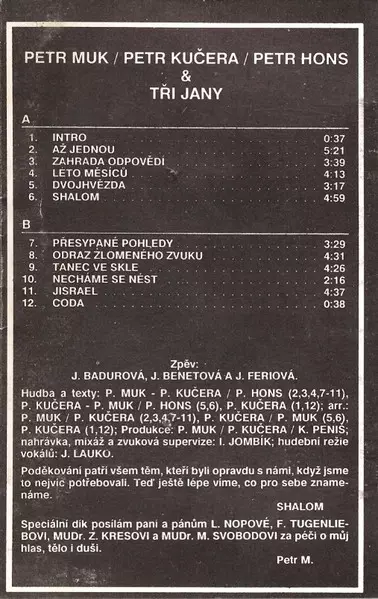 PETR MUK / PETR KUČERA / PETR HONS
&
TŘI JANY
A
1. INTRO 0:37
2. AŽ JEDNOU 5:21
3. ZAHRADA ODPOVĚDÍ 3:39
4. LÉTO MĚSÍCŮ 4:13
5. DVOJHVĚZDA 3:17
6. SHALOM 4:59
B
7. PŘESYPANÉ POHLEDY 3:29
8. ODRAZ ZLOMENÉHO ZVUKU 4:31
9. TANEC VE SKLE 4:26
10. NECHÁME SE NÉST 2:16
11. JISRAEL 4:37
12. CODA 0:38
Zpěv:
J. BADUROVÁ, J. BENETOVÁ A J. FERIOVÁ.
Hudba a texty: P. MUK - P. KUČERA / P. HONS (2,3,4,7-11),
P. KUČERA - P. MUK / P. HONS (5,6), P. KUČERA (1,12); arr.:
P. MUK / P. KUČERA (2,3,4,7-11), P. KUČERA / P. MUK (5,6),
P. KUČERA (1,12); Produkce: P. MUK / P. KUČERA / K. PENIS;
nahrávka, mixáž a zvuková supervize: I. JOMBÍK; hudební režie
vokálů: J. LAUKO.
Poděkování patří všem těm, kteří byli opravdu s námi, když jsme
to nejvíc potřebovali. Teď ještě lépe víme, co pro sebe zname-
náme.
SHALOM
Speciální dík posílám pani a pánům L. NOPOVÉ, F. TUGENLIE-
BOVI, MUDr. Z. KRESOVI a MUDr. M. SVOBODOVI za péči o můj
hlas, tělo i duši.
Petr M.